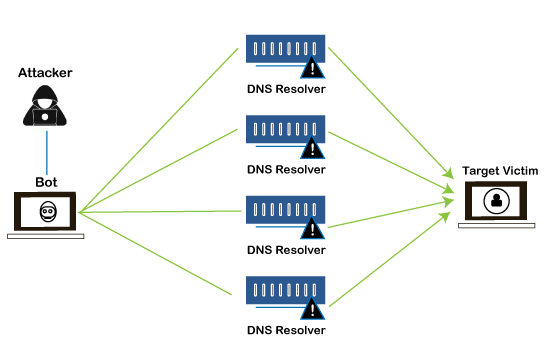 Attacker
Bot
DNS Resolver
DNS Resolver
DNS Resolver
DNS Resolver
Target Victim